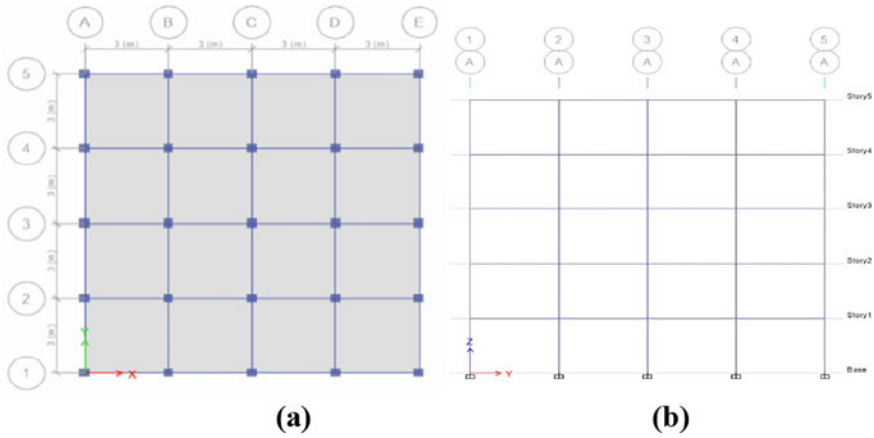 A B C D E
3 (m) 3 (m) 3 (m) 3 (m)
5
3 (m)
4
3 (m)
3
3 (m)
2
3 (m)
1
Y
X
(a)
1 2 3 4 5
A A A A A
Story5
Story4
Story3
Story2
Story1
Z
Y
Base
(b)